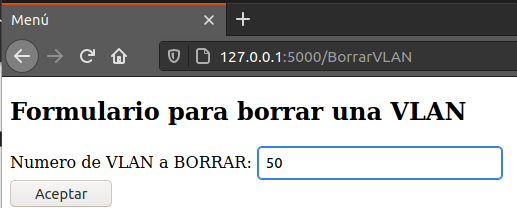 Menú
127.0.0.1:5000/BorrarVLAN
Formulario para borrar una VLAN
Numero de VLAN a BORRAR: 50
Aceptar